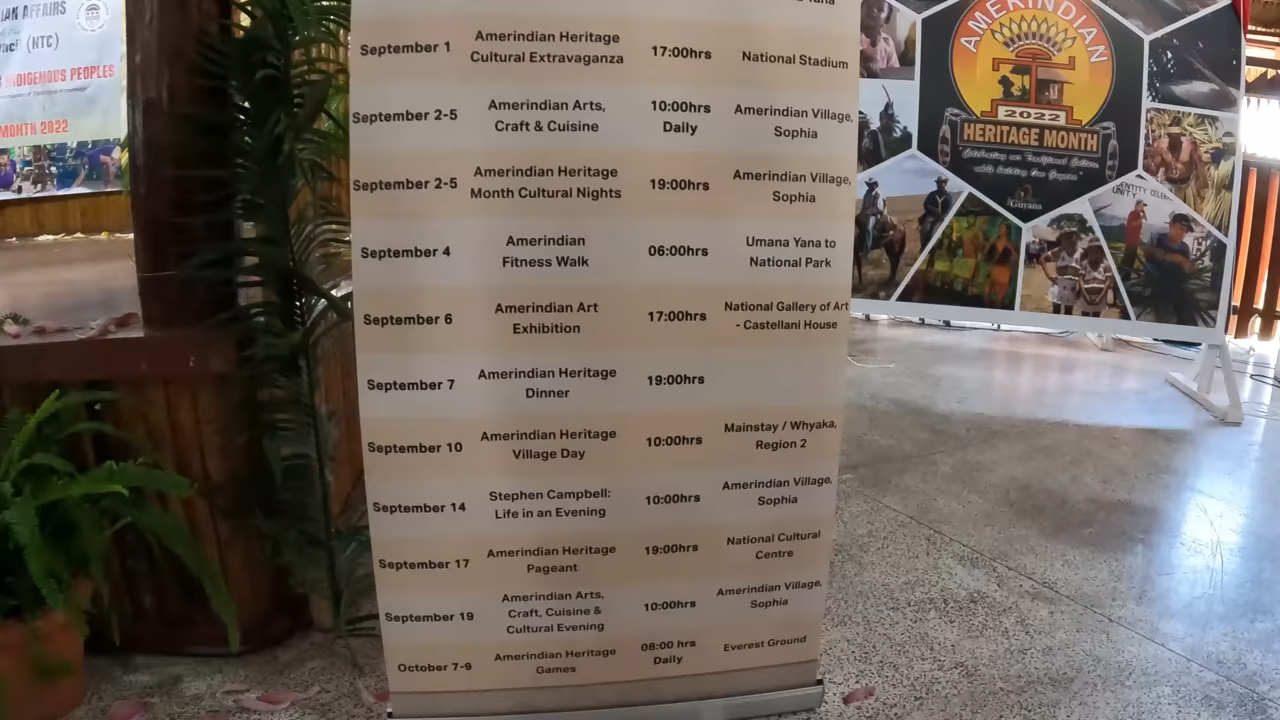 IAN AFFAIRS
ncil (NTC)
INDIGENOUS PEOPLES
MONTH 2022
Yana
September 1
Amerindian Heritage
Cultural Extravaganza
17:00hrs
National Stadium
September 2-5
Amerindian Arts,
Craft & Cuisine
10:00hrs
Daily
Amerindian Village,
Sophia
September 2-5
Amerindian Heritage
Month Cultural Nights
19:00hrs
Amerindian Village,
Sophia
September 4
Amerindian
Fitness Walk
06:00hrs
Umana Yana to
National Park
September 6
Amerindian Art
Exhibition
17:00hrs
National Gallery of Art
- Castellani House
September 7
Amerindian Heritage
Dinner
19:00hrs
September 10
Amerindian Heritage
Village Day
10:00hrs
Mainstay / Whyaka,
Region 2
September 14
Stephen Campbell:
Life in an Evening
10:00hrs
Amerindian Village,
Sophia
September 17
Amerindian Heritage
Pageant
19:00hrs
National Cultural
Centre
September 19
Amerindian Arts,
Craft, Cuisine &
Cultural Evening
10:00hrs
Amerindian Village,
Sophia
October 7-9
Amerindian Heritage
Games
08:00 hrs
Daily
Everest Ground
AMERINDIAN
2022
HERITAGE MONTH
"Celebrating our Traditional Culture,
while building One Guyana"
Guyana
UNITY